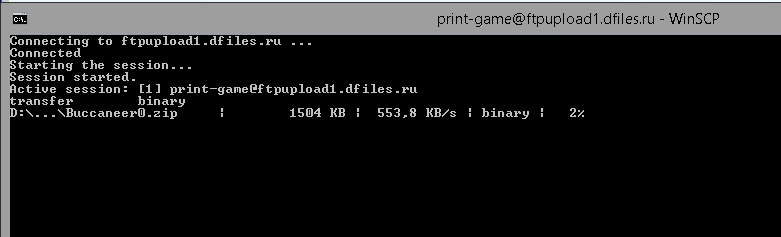 print-game@ftpupload1.dfiles.ru - WinSCP
Connecting to ftpupload1.dfiles.ru ...
Connected
Starting the session...
Session started.
Active session: [1] print-game@ftpupload1.dfiles.ru
transfer        binary
D:\...\Buccaneer0.zip     |        1504 KB |  553,8 KB/s | binary |   2%